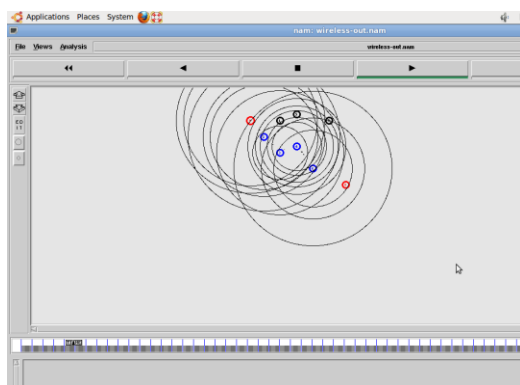 Applications Places System
nam: wireless-out.nam
File Views Analysis
wireless-out.nam